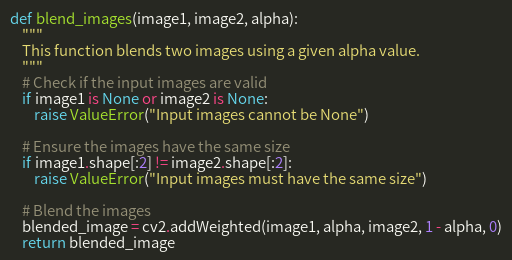 def blend_images(image1, image2, alpha):
    """
    This function blends two images using a given alpha value.
    """
    # Check if the input images are valid
    if image1 is None or image2 is None:
        raise ValueError("Input images cannot be None")

    # Ensure the images have the same size
    if image1.shape[:2] != image2.shape[:2]:
        raise ValueError("Input images must have the same size")

    # Blend the images
    blended_image = cv2.addWeighted(image1, alpha, image2, 1 - alpha, 0)
    return blended_image